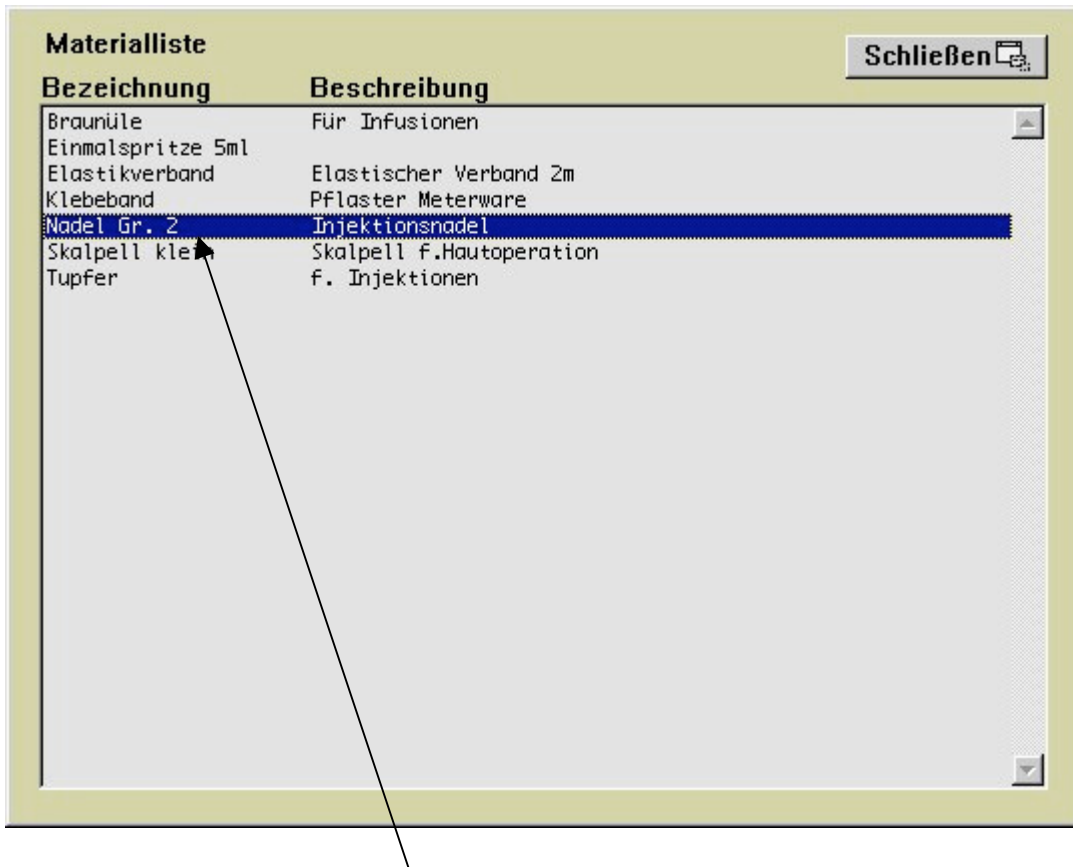 Materialliste
Schließen
Bezeichnung Beschreibung
Braunüle Für Infusionen
Einmalspritze 5ml
Elastikverband Elastischer Verband 2m
Klebeband Pflaster Meterware
Nadel Gr. 2 Injektionsnadel
Skalpell klein Skalpell f.Hautoperation
Tupfer f. Injektionen